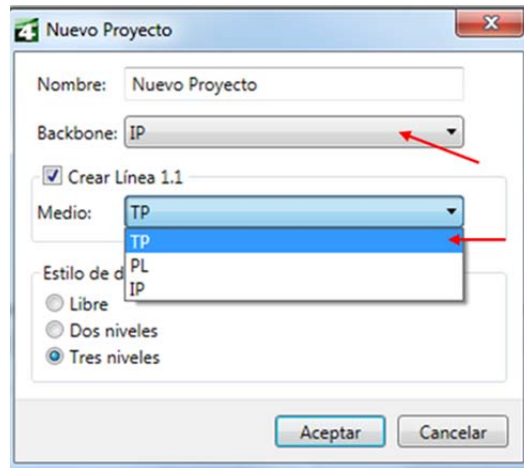 4 Nuevo Proyecto
Nombre: Nuevo Proyecto
Backbone: IP
Crear Línea 1.1
Medio: TP
TP
PL
IP
Estilo de d
Libre
Dos niveles
Tres niveles
Aceptar Cancelar